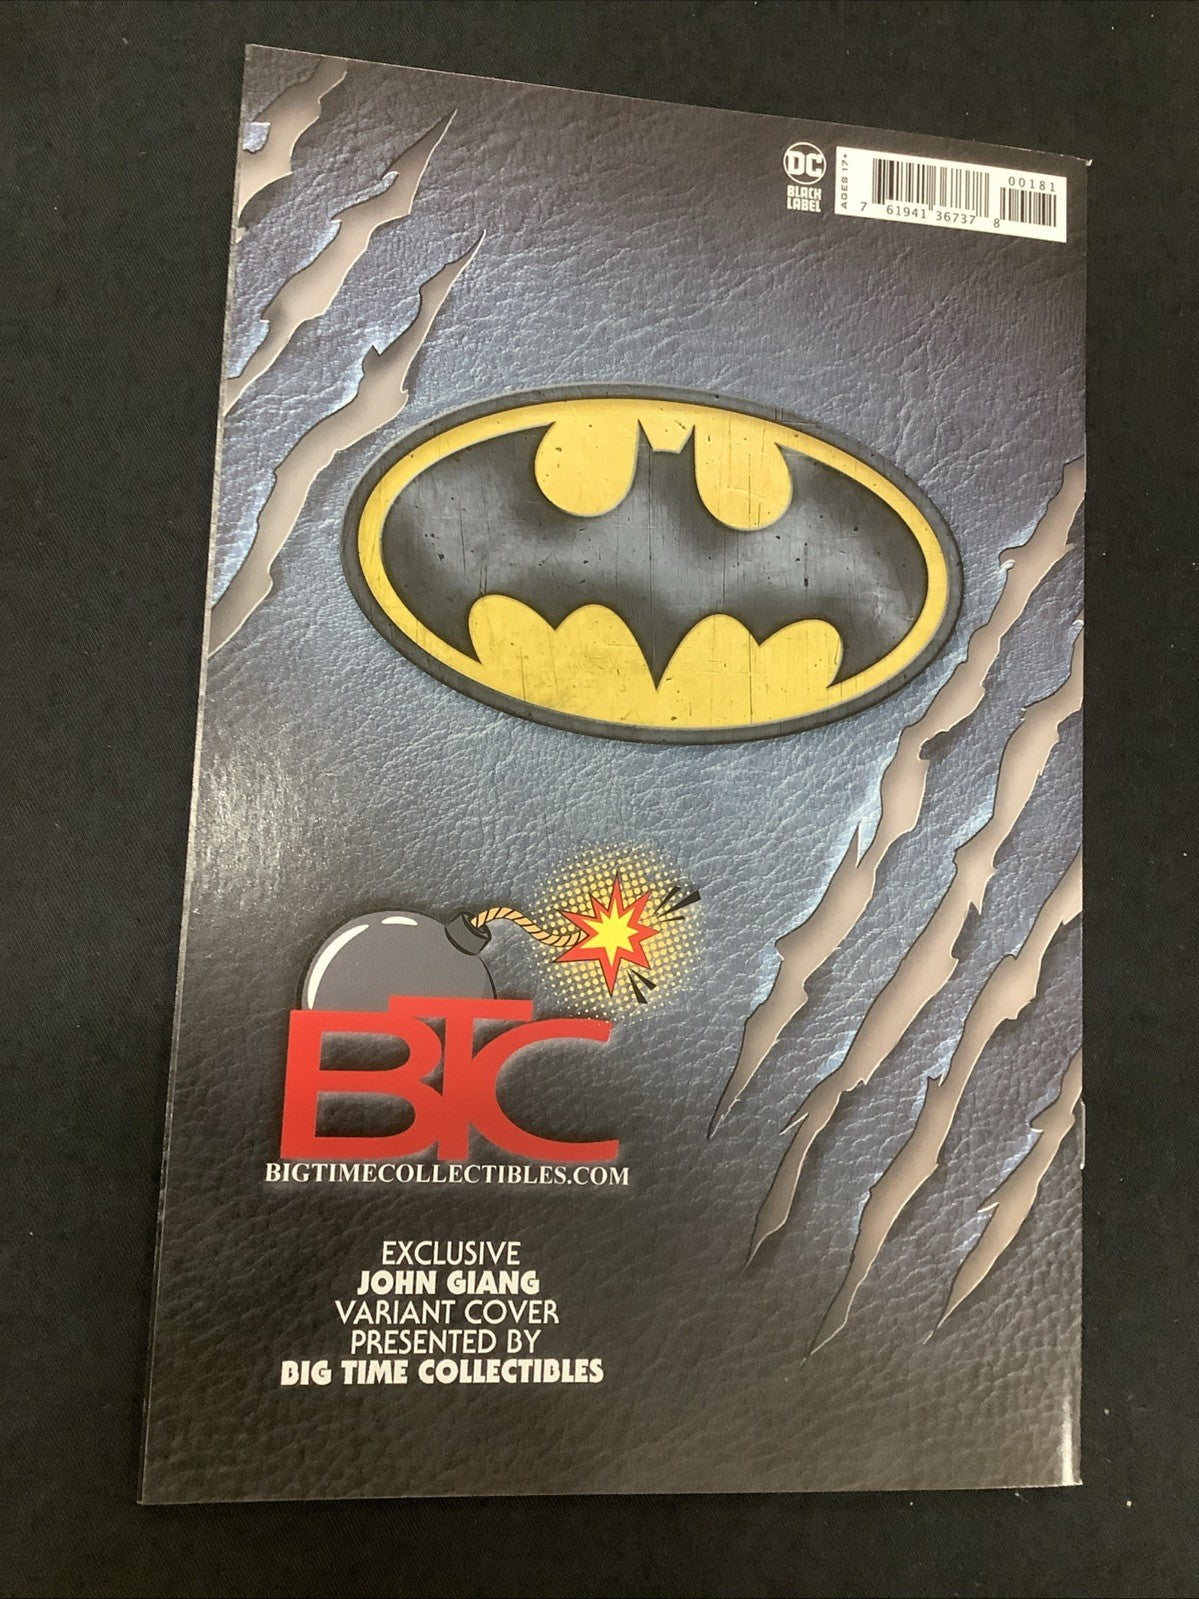 DC
BLACK
LABEL
AGES 17+
00181
7 61941 36737 8
BTC
BIGTIMECOLLECTIBLES.COM
EXCLUSIVE
JOHN GIANG
VARIANT COVER
PRESENTED BY
BIG TIME COLLECTIBLES